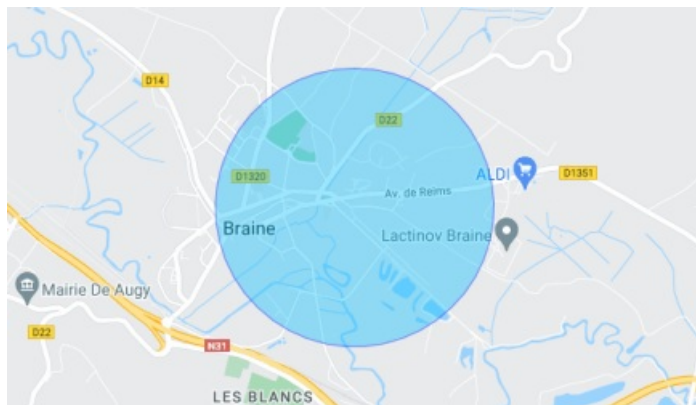 D14
D22
ALDI
D1351
D1320
Av. de Reims
Braine
Lactinov Braine
Mairie De Augy
D22
N31
LES BLANCS